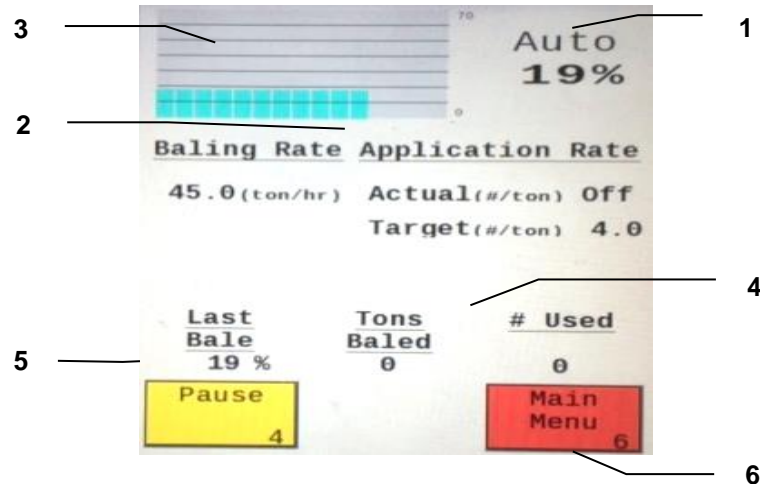 70
Auto
19%
0
Baling Rate Application Rate
45.0 (ton/hr) Actual (#/ton) Off
Target (#/ton) 4.0
Last Bale
Tons Baled
# Used
19 %
0
0
Pause
4
Main Menu
6
1
2
3
4
5
6